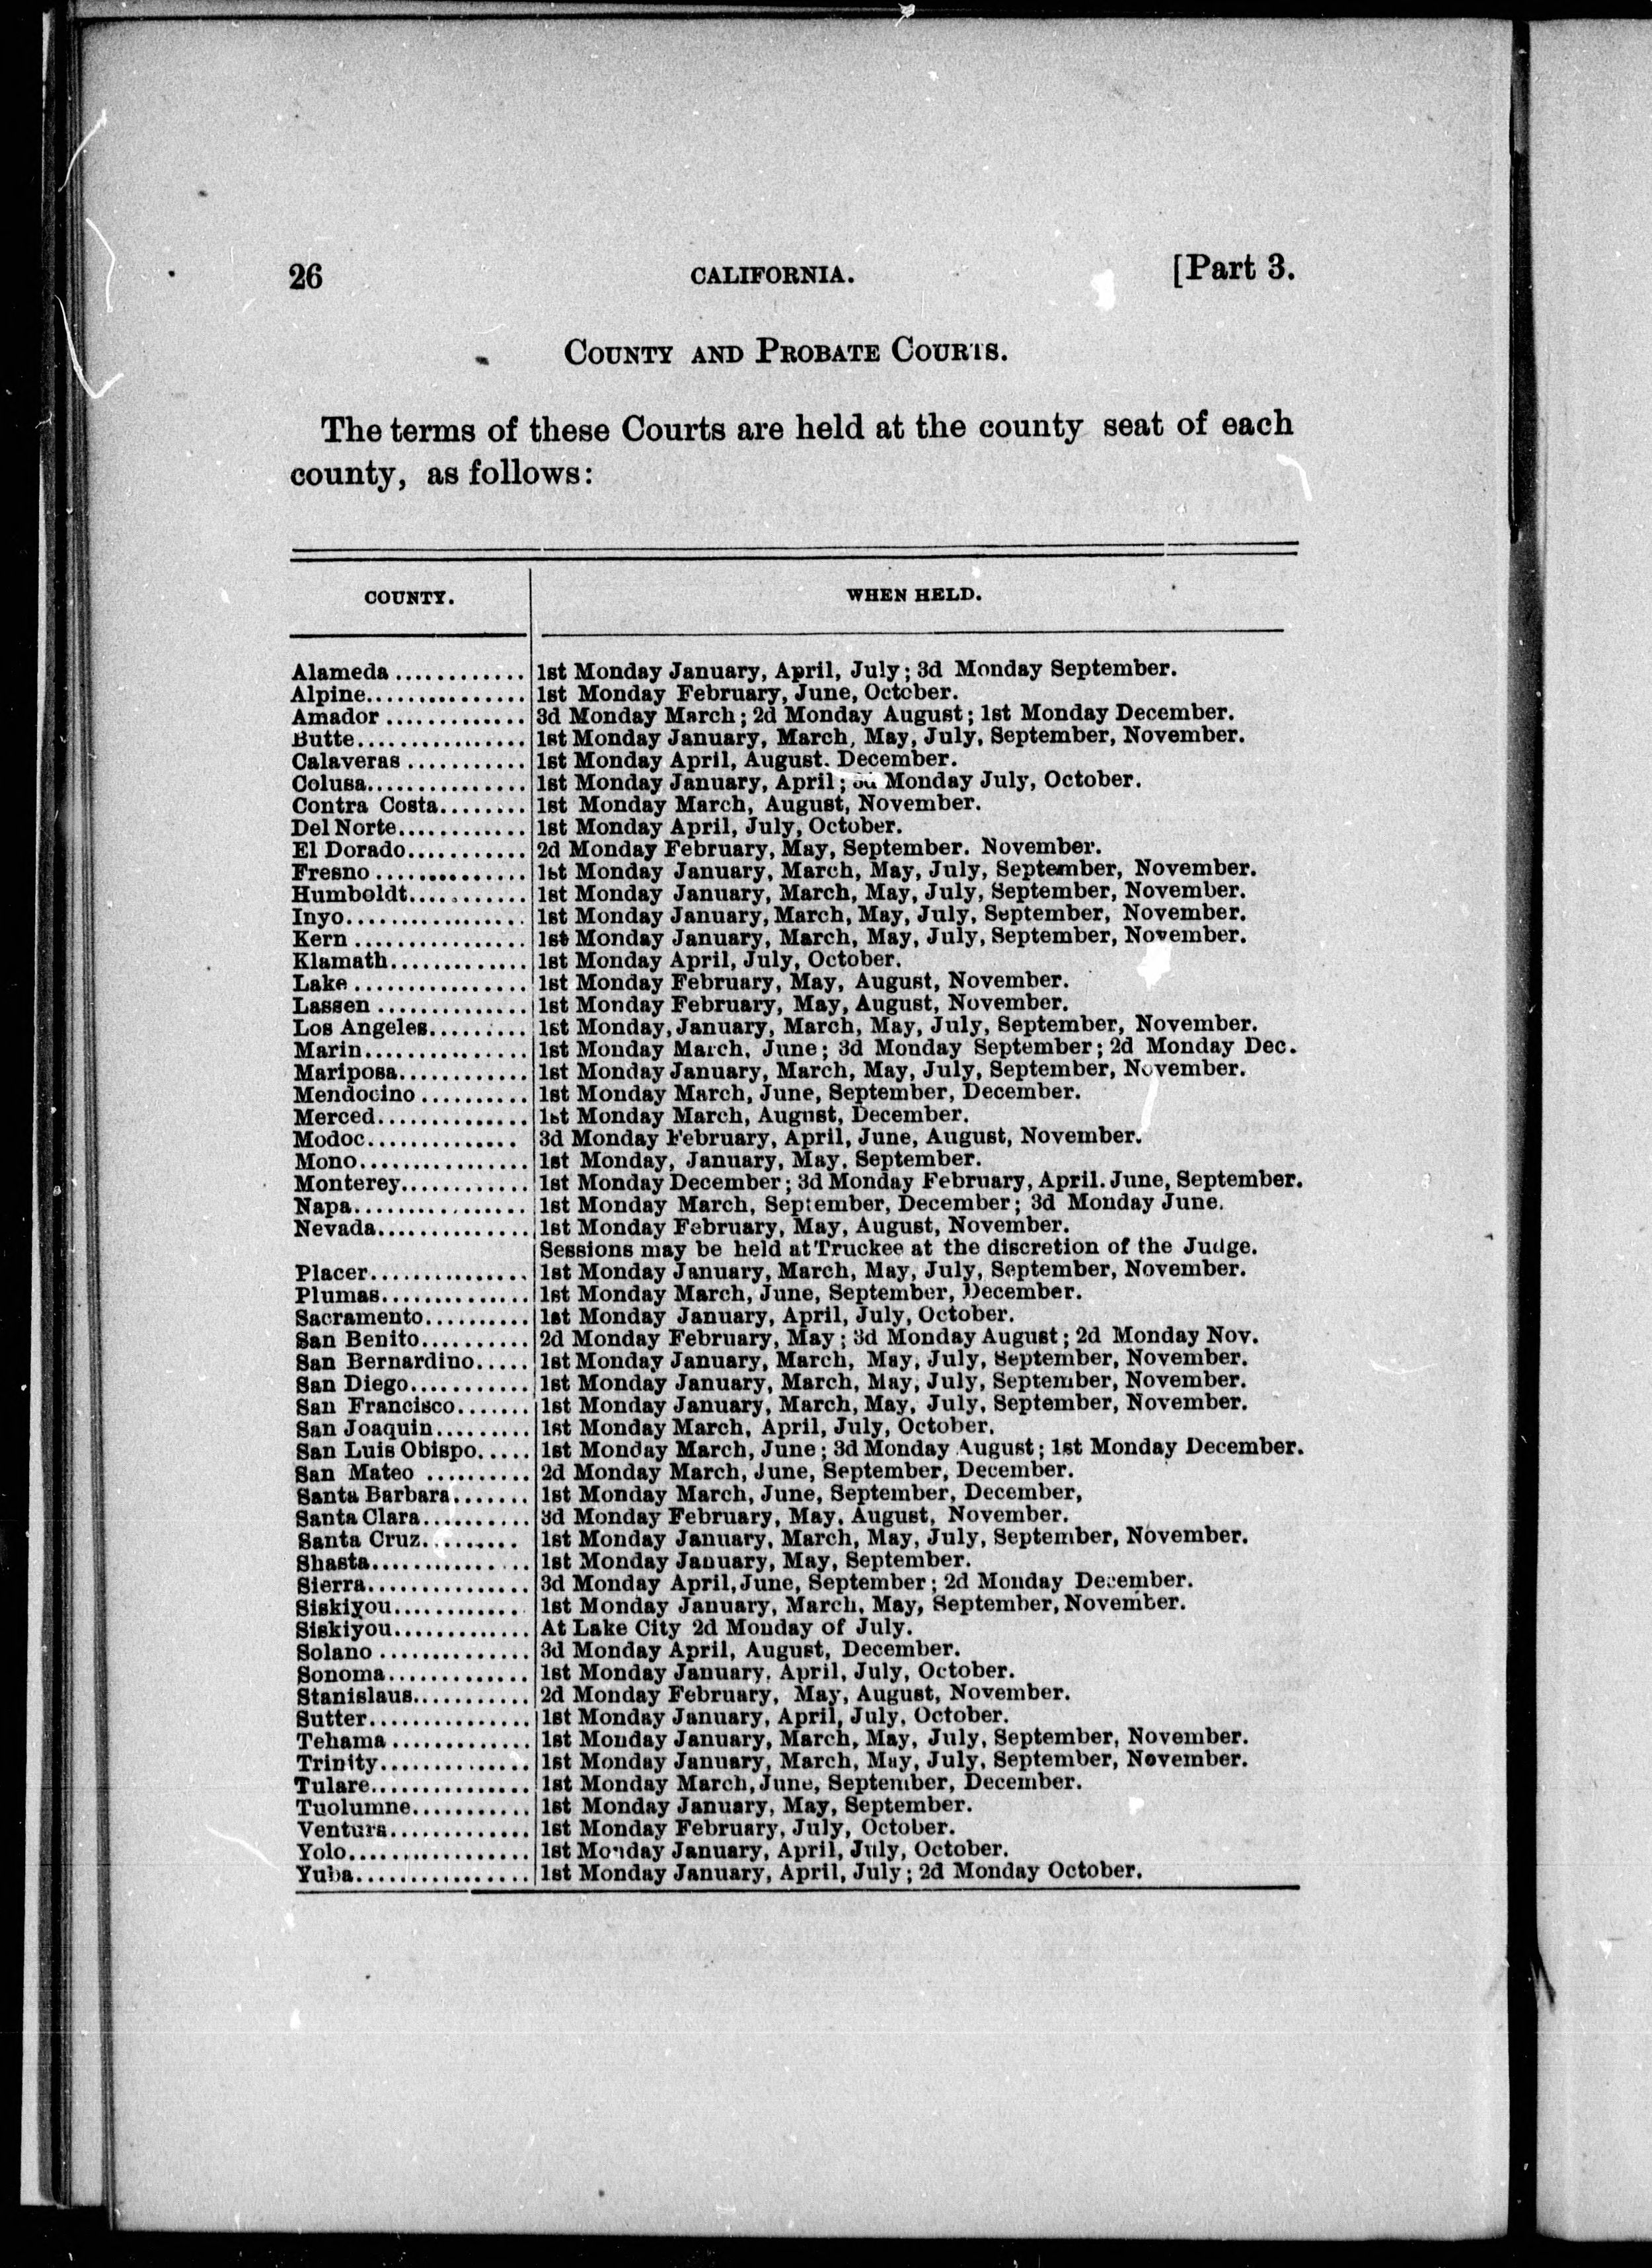 26 CALIFORNIA. [Part 3.
COUNTY AND PROBATE COURTS.
The terms of these Courts are held at the county seat of each
county, as follows:
COUNTY. WHEN HELD.
Alameda............ 1st Monday January, April, July; 3d Monday September.
Alpine............... 1st Monday February, June, October.
Amador ............. 3d Monday March; 2d Monday August; 1st Monday December.
Butte................ 1st Monday January, March, May, July, September, November.
Calaveras ........... 1st Monday April, August. December.
Colusa............... 1st Monday January, April; 3d Monday July, October.
Contra Costa........ 1st Monday March, August, November.
Del Norte............ 1st Monday April, July, October.
El Dorado........... 2d Monday February, May, September. November.
Fresno .............. 1st Monday January, March, May, July, September, November.
Humboldt........... 1st Monday January, March, May, July, September, November.
Inyo................. 1st Monday January, March, May, July, September, November.
Kern ................ 1st Monday January, March, May, July, September, November.
Klamath............. 1st Monday April, July, October.
Lake ................ 1st Monday February, May, August, November.
Lassen .............. 1st Monday February, May, August, November.
Los Angeles......... 1st Monday, January, March, May, July, September, November.
Marin............... 1st Monday March, June; 3d Monday September; 2d Monday Dec.
Mariposa............ 1st Monday January, March, May, July, September, November.
Mendocino .......... 1st Monday March, June, September, December.
Merced.............. 1st Monday March, August, December.
Modoc.............. 3d Monday February, April, June, August, November.
Mono................ 1st Monday, January, May, September.
Monterey............ 1st Monday December; 3d Monday February, April. June, September.
Napa................ 1st Monday March, September, December; 3d Monday June.
Nevada.............. 1st Monday February, May, August, November.
Sessions may be held at Truckee at the discretion of the Judge.
Placer............... 1st Monday January, March, May, July, September, November.
Plumas.............. 1st Monday March, June, September, December.
Sacramento.......... 1st Monday January, April, July, October.
San Benito.......... 2d Monday February, May; 3d Monday August; 2d Monday Nov.
San Bernardino..... 1st Monday January, March, May, July, September, November.
San Diego........... 1st Monday January, March, May, July, September, November.
San Francisco....... 1st Monday January, March, May, July, September, November.
San Joaquin......... 1st Monday March, April, July, October.
San Luis Obispo..... 1st Monday March, June; 3d Monday August; 1st Monday December.
San Mateo .......... 2d Monday March, June, September, December.
Santa Barbara....... 1st Monday March, June, September, December,
Santa Clara.......... 3d Monday February, May, August, November.
Santa Cruz......... 1st Monday January, March, May, July, September, November.
Shasta............... 1st Monday January, May, September.
Sierra............... 3d Monday April, June, September; 2d Monday December.
Siskiyou............ 1st Monday January, March, May, September, November.
Siskiyou............. At Lake City 2d Monday of July.
Solano .............. 3d Monday April, August, December.
Sonoma............. 1st Monday January, April, July, October.
Stanislaus........... 2d Monday February, May, August, November.
Sutter............... 1st Monday January, April, July, October.
Tehama ............. 1st Monday January, March, May, July, September, November.
Trinity.............. 1st Monday January, March, May, July, September, November.
Tulare............... 1st Monday March, June, September, December.
Tuolumne........... 1st Monday January, May, September.
Ventura............. 1st Monday February, July, October.
Yolo................. 1st Monday January, April, July, October.
Yuba................ 1st Monday January, April, July; 2d Monday October.